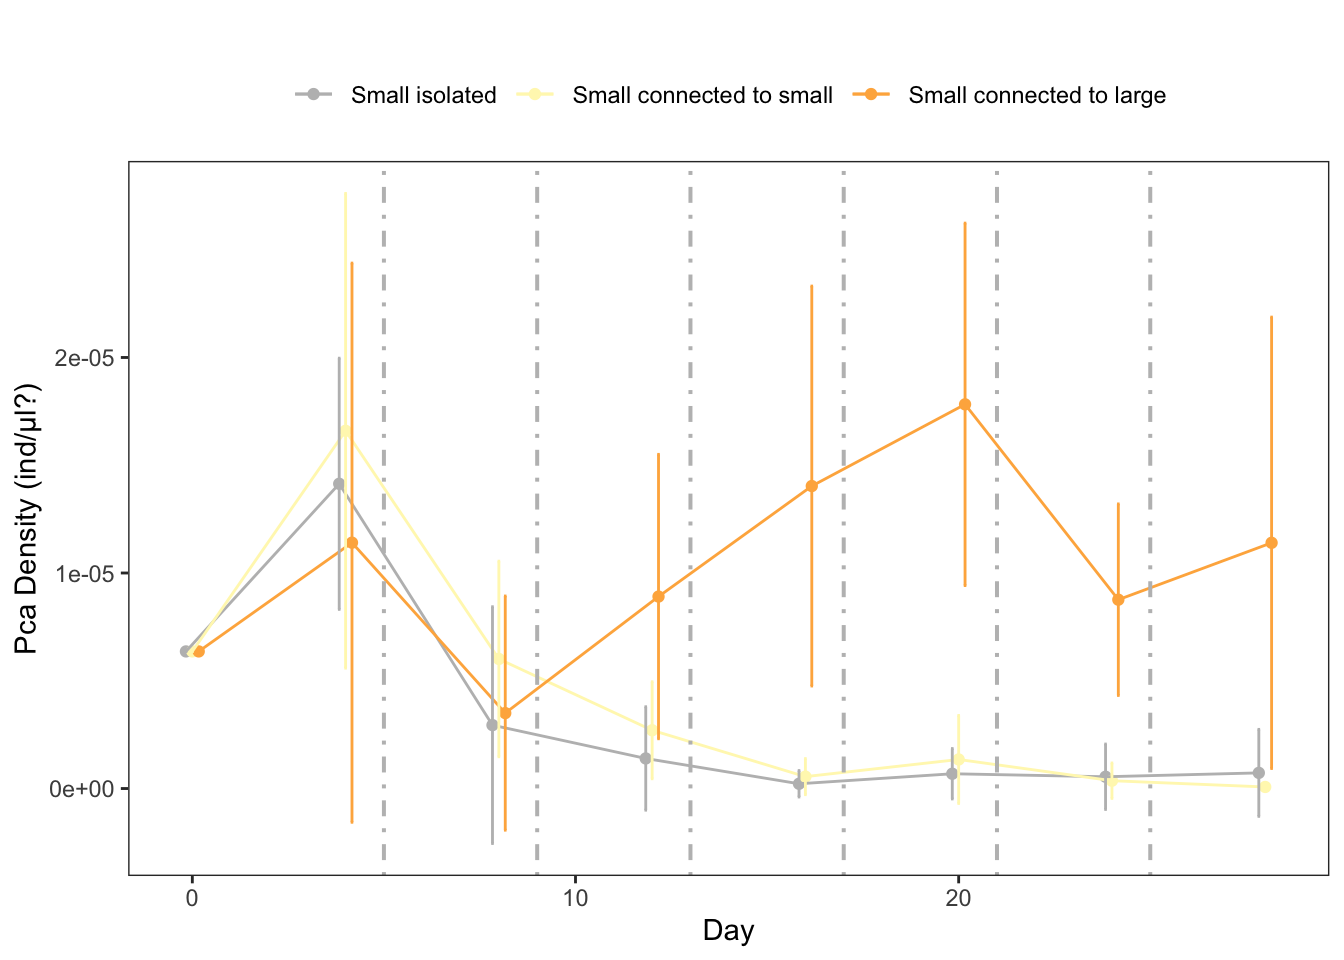 Small isolated Small connected to small Small connected to large
Pca Density (ind/µl?)
2e-05
1e-05
0e+00
0 10 20
Day